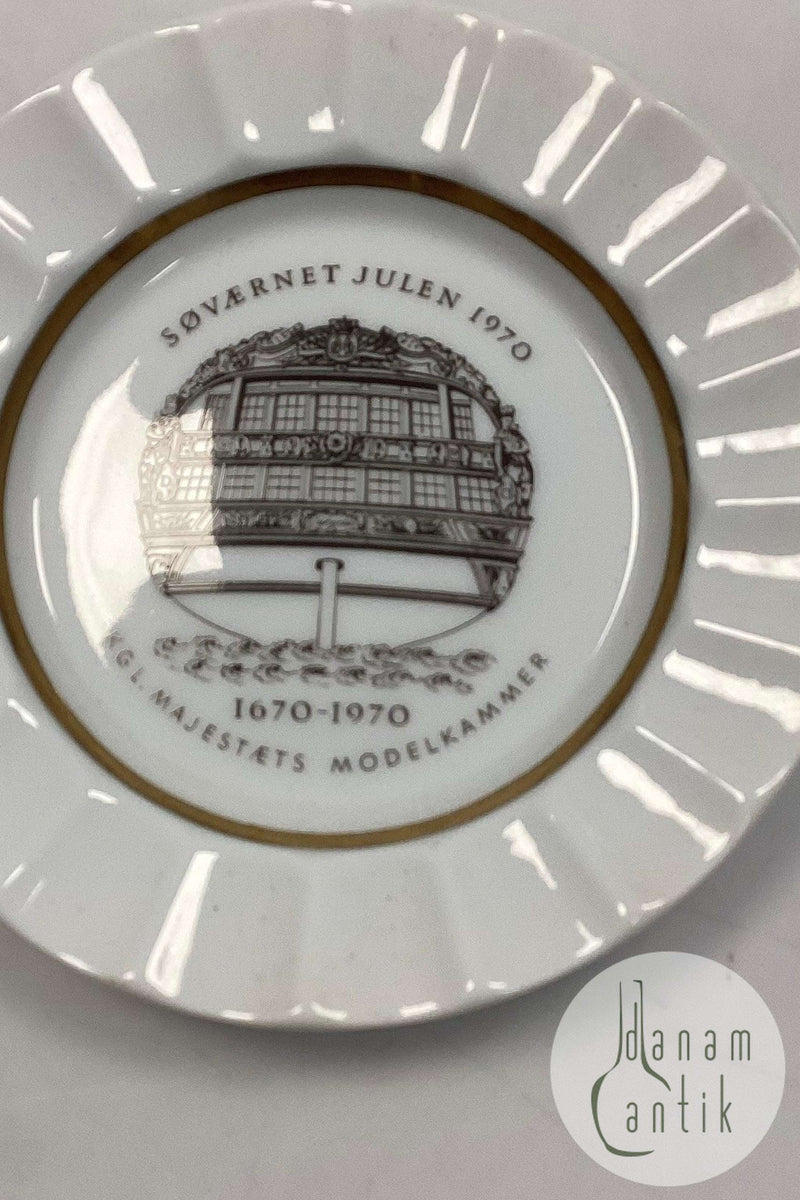 SØVÆRNET JULEN 1970
1670-1970
KGL. MAJESTÆTS MODELKAMMER
danam
antik